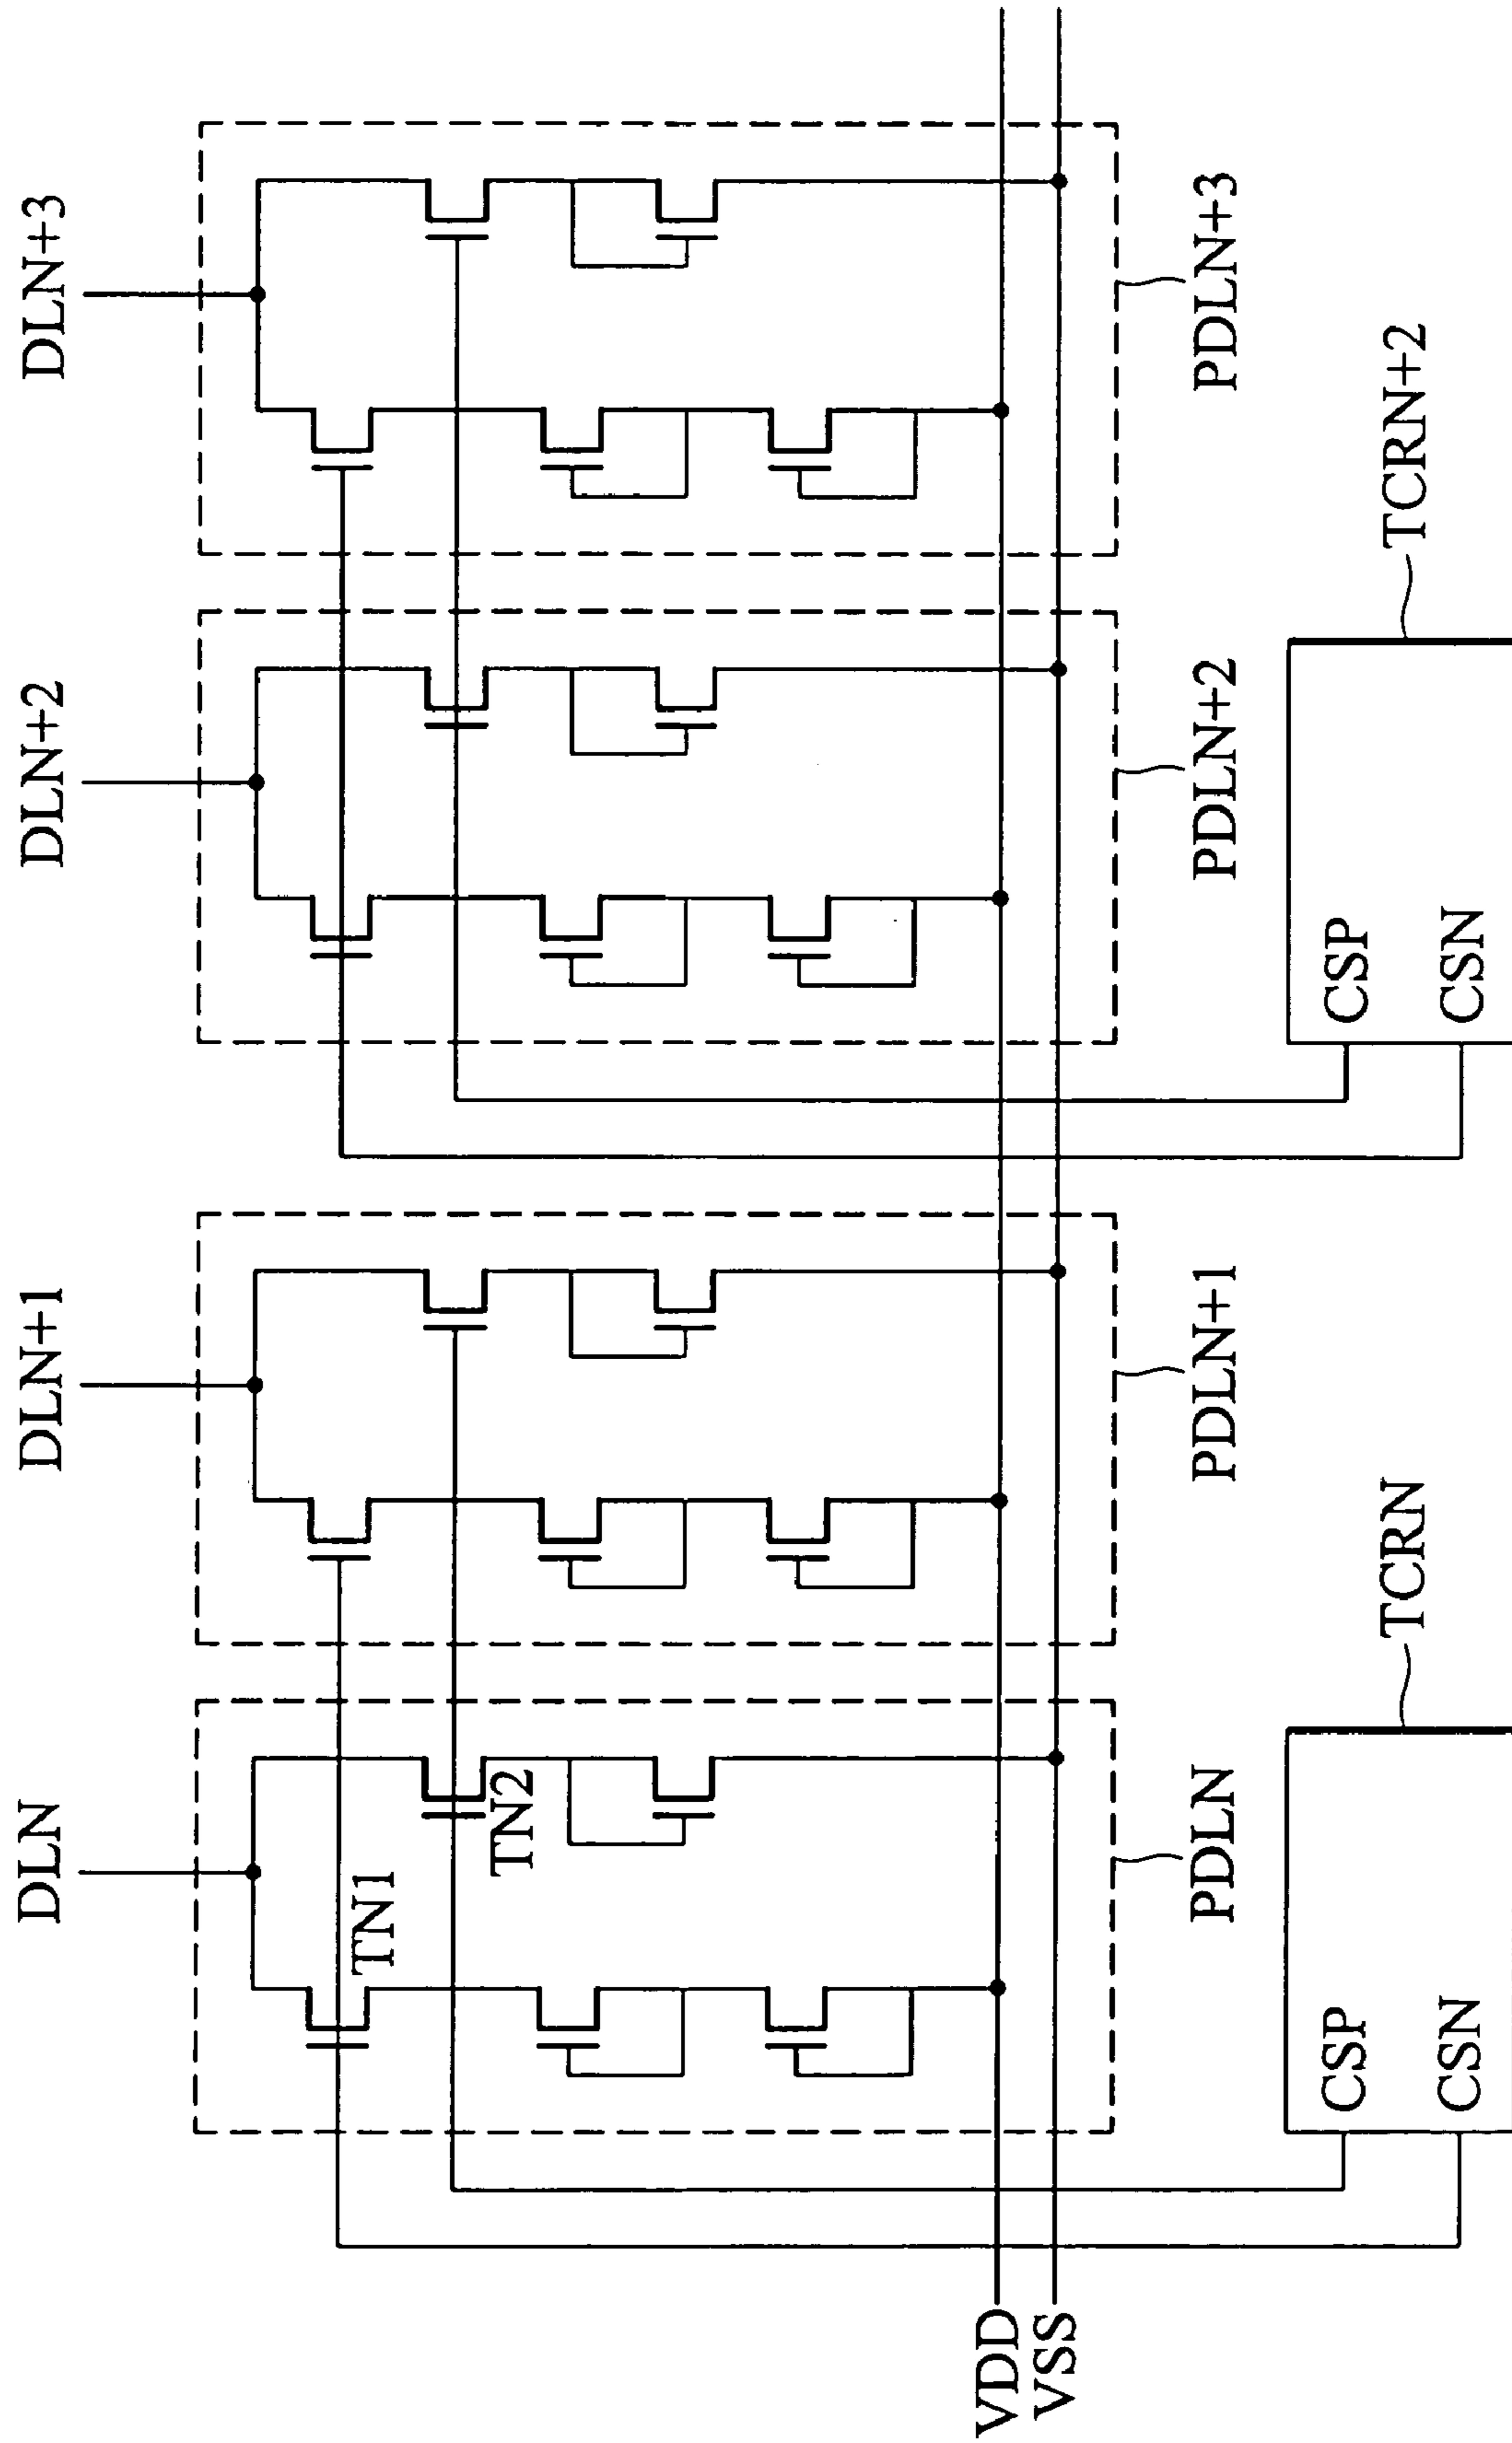 DLN
DLN+1
DLN+2
DLN+3
TN1
TN2
VDD
VSS
PDLN
PDLN+1
PDLN+2
PDLN+3
TCRN
TCRN+2
CSP
CSN
CSP
CSN